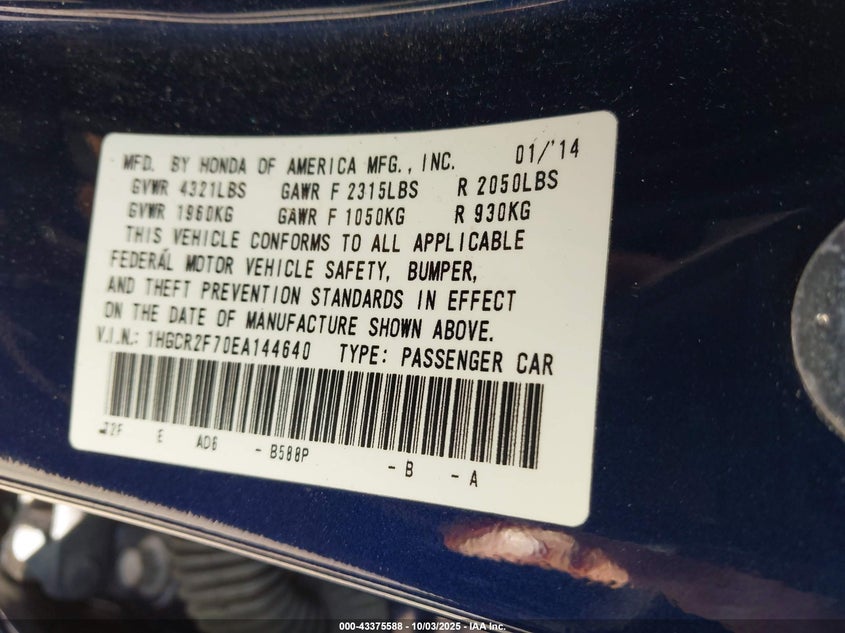 MFD. BY HONDA OF AMERICA MFG., INC. 01/'14
GVWR 4321LBS GAWR F 2315LBS R 2050LBS
GVWR 1960KG GAWR F 1050KG R 930KG
THIS VEHICLE CONFORMS TO ALL APPLICABLE
FEDERAL MOTOR VEHICLE SAFETY, BUMPER,
AND THEFT PREVENTION STANDARDS IN EFFECT
ON THE DATE OF MANUFACTURE SHOWN ABOVE.
V.I.N.: 1HGCR2F70EA144640 TYPE: PASSENGER CAR
T2F E AD6 - B588P - B - A
000-43375588 - 10/03/2025 - IAA Inc.